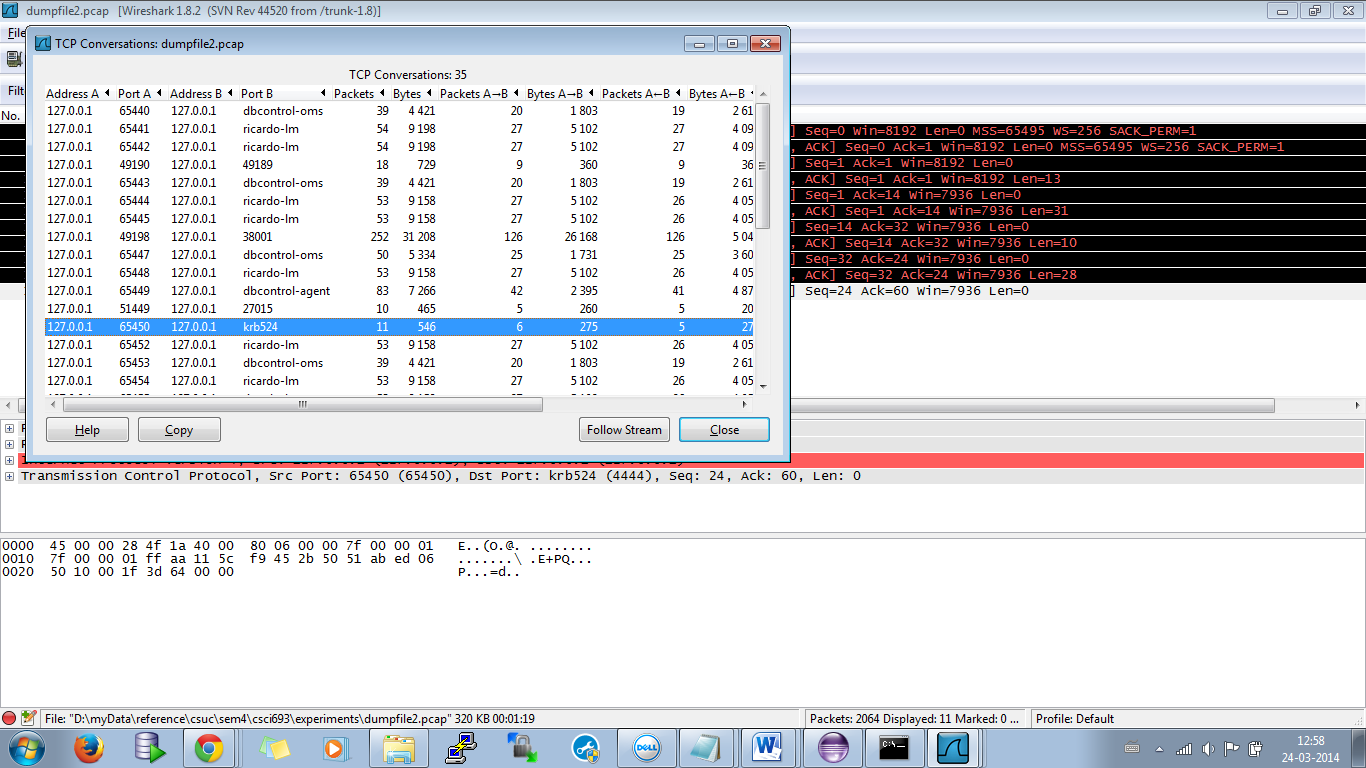 dumpfile2.pcap [Wireshark 1.8.2 (SVN Rev 44520 from /trunk-1.8)]
File
TCP Conversations: dumpfile2.pcap
TCP Conversations: 35
Filt
No.
Address A Port A Address B Port B Packets Bytes Packets A→B Bytes A→B Packets A←B Bytes A←B
127.0.0.1 65440 127.0.0.1 dbcontrol-oms 39 4 421 20 1 803 19 2 61
127.0.0.1 65441 127.0.0.1 ricardo-lm 54 9 198 27 5 102 27 4 09
127.0.0.1 65442 127.0.0.1 ricardo-lm 54 9 198 27 5 102 27 4 09
127.0.0.1 49190 127.0.0.1 49189 18 729 9 360 9 36
127.0.0.1 65443 127.0.0.1 dbcontrol-oms 39 4 421 20 1 803 19 2 61
127.0.0.1 65444 127.0.0.1 ricardo-lm 53 9 158 27 5 102 26 4 05
127.0.0.1 65445 127.0.0.1 ricardo-lm 53 9 158 27 5 102 26 4 05
127.0.0.1 49198 127.0.0.1 38001 252 31 208 126 26 168 126 5 04
127.0.0.1 65447 127.0.0.1 dbcontrol-oms 50 5 334 25 1 731 25 3 60
127.0.0.1 65448 127.0.0.1 ricardo-lm 53 9 158 27 5 102 26 4 05
127.0.0.1 65449 127.0.0.1 dbcontrol-agent 83 7 266 42 2 395 41 4 87
127.0.0.1 51449 127.0.0.1 27015 10 465 5 260 5 20
127.0.0.1 65450 127.0.0.1 krb524 11 546 6 275 5 27
127.0.0.1 65452 127.0.0.1 ricardo-lm 53 9 158 27 5 102 26 4 05
127.0.0.1 65453 127.0.0.1 dbcontrol-oms 39 4 421 20 1 803 19 2 61
127.0.0.1 65454 127.0.0.1 ricardo-lm 53 9 158 27 5 102 26 4 05
Help Copy Follow Stream Close
] Seq=0 Win=8192 Len=0 MSS=65495 WS=256 SACK_PERM=1
, ACK] Seq=0 Ack=1 Win=8192 Len=0 MSS=65495 WS=256 SACK_PERM=1
] Seq=1 Ack=1 Win=8192 Len=0
, ACK] Seq=1 Ack=1 Win=8192 Len=13
] Seq=1 Ack=14 Win=7936 Len=0
, ACK] Seq=1 Ack=14 Win=7936 Len=31
] Seq=14 Ack=32 Win=7936 Len=0
, ACK] Seq=14 Ack=32 Win=7936 Len=10
] Seq=32 Ack=24 Win=7936 Len=0
, ACK] Seq=32 Ack=24 Win=7936 Len=28
] Seq=24 Ack=60 Win=7936 Len=0
Transmission Control Protocol, Src Port: 65450 (65450), Dst Port: krb524 (4444), Seq: 24, Ack: 60, Len: 0
0000 45 00 00 28 4f 1a 40 00 80 06 00 00 7f 00 00 01 E..(O.@. ........
0010 7f 00 00 01 ff aa 11 5c f9 45 2b 50 51 ab ed 06 .......\ .E+PQ...
0020 50 10 00 1f 3d 64 00 00 P...=d..
File: "D:\myData\reference\csuc\sem4\csci693\experiments\dumpfile2.pcap" 320 KB 00:01:19
Packets: 2064 Displayed: 11 Marked: 0 ...
Profile: Default
DELL
C:\
12:58
24-03-2014